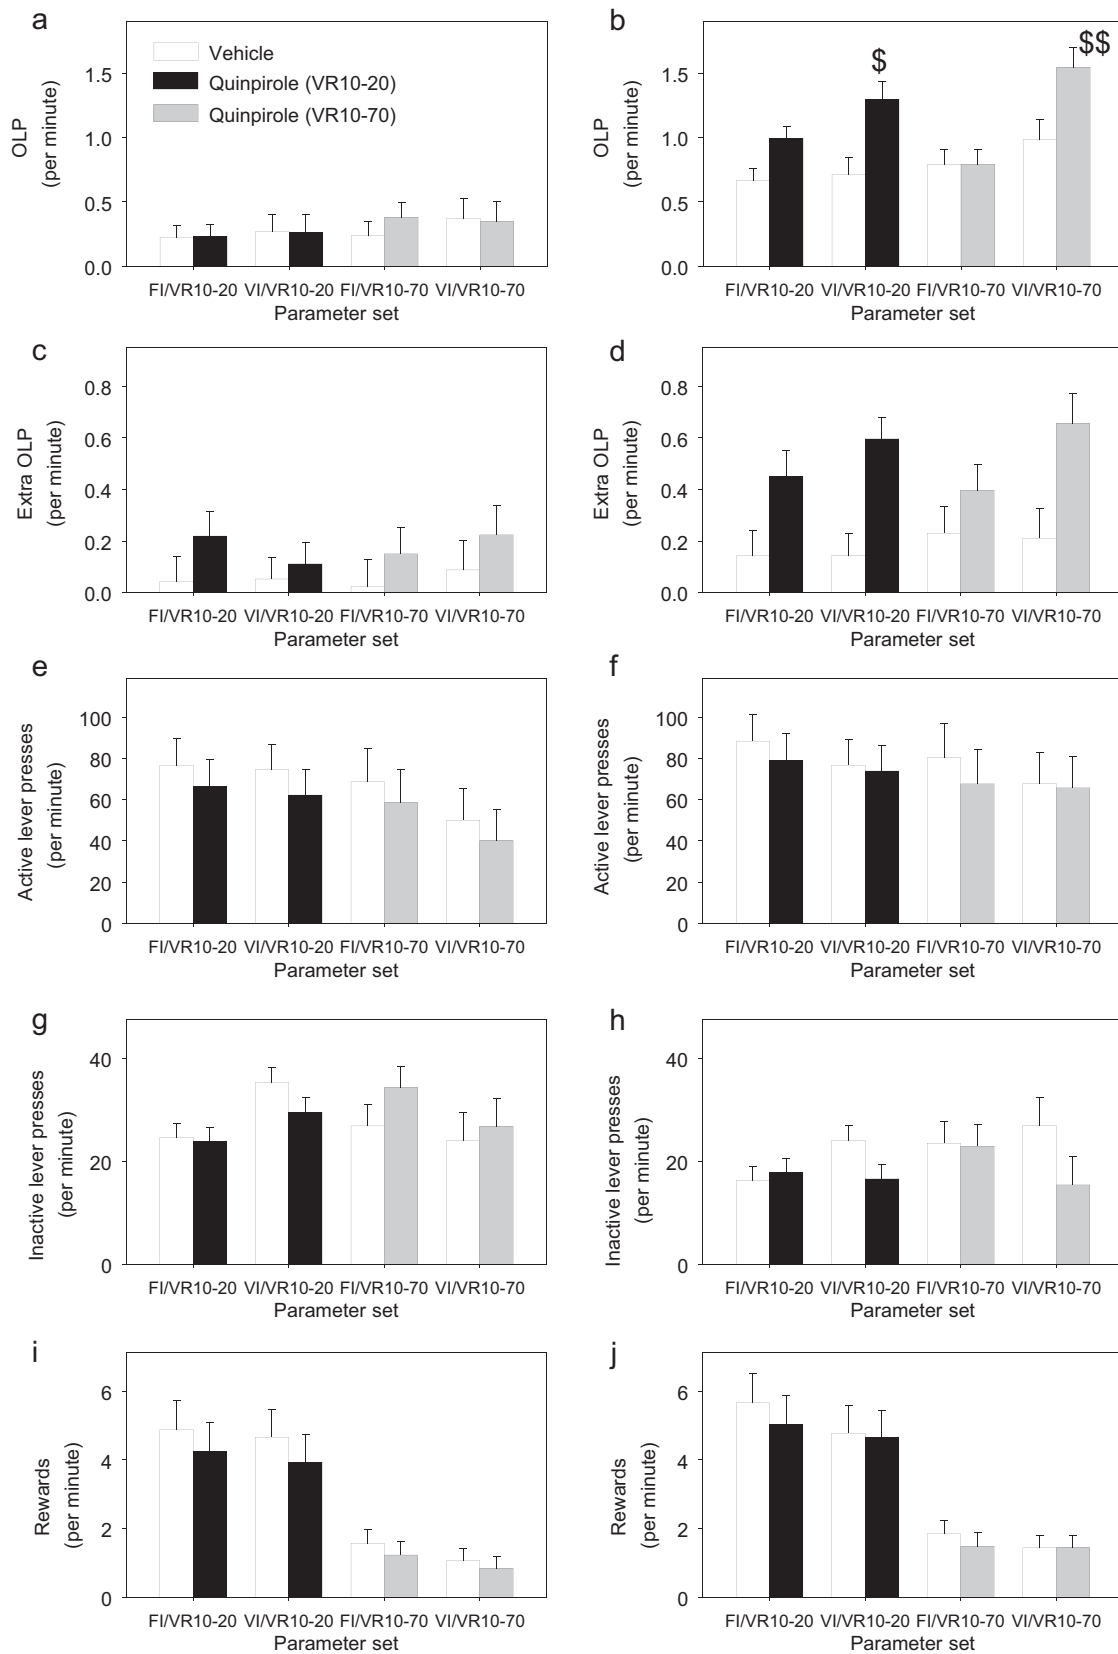 a
OLP
(per minute)
1.5
1.0
0.5
0.0
Vehicle
Quinpirole (VR10-20)
Quinpirole (VR10-70)
FI/VR10-20 VI/VR10-20 FI/VR10-70 VI/VR10-70
Parameter set
b
OLP
(per minute)
1.5
1.0
0.5
0.0
$
$$
FI/VR10-20 VI/VR10-20 FI/VR10-70 VI/VR10-70
Parameter set
c
Extra OLP
(per minute)
0.8
0.6
0.4
0.2
0.0
FI/VR10-20 VI/VR10-20 FI/VR10-70 VI/VR10-70
Parameter set
d
Extra OLP
(per minute)
0.8
0.6
0.4
0.2
0.0
FI/VR10-20 VI/VR10-20 FI/VR10-70 VI/VR10-70
Parameter set
e
Active lever presses
(per minute)
100
80
60
40
20
0
FI/VR10-20 VI/VR10-20 FI/VR10-70 VI/VR10-70
Parameter set
f
Active lever presses
(per minute)
100
80
60
40
20
0
FI/VR10-20 VI/VR10-20 FI/VR10-70 VI/VR10-70
Parameter set
g
Inactive lever presses
(per minute)
40
20
0
FI/VR10-20 VI/VR10-20 FI/VR10-70 VI/VR10-70
Parameter set
h
Inactive lever presses
(per minute)
40
20
0
FI/VR10-20 VI/VR10-20 FI/VR10-70 VI/VR10-70
Parameter set
i
Rewards
(per minute)
6
4
2
0
FI/VR10-20 VI/VR10-20 FI/VR10-70 VI/VR10-70
Parameter set
j
Rewards
(per minute)
6
4
2
0
FI/VR10-20 VI/VR10-20 FI/VR10-70 VI/VR10-70
Parameter set